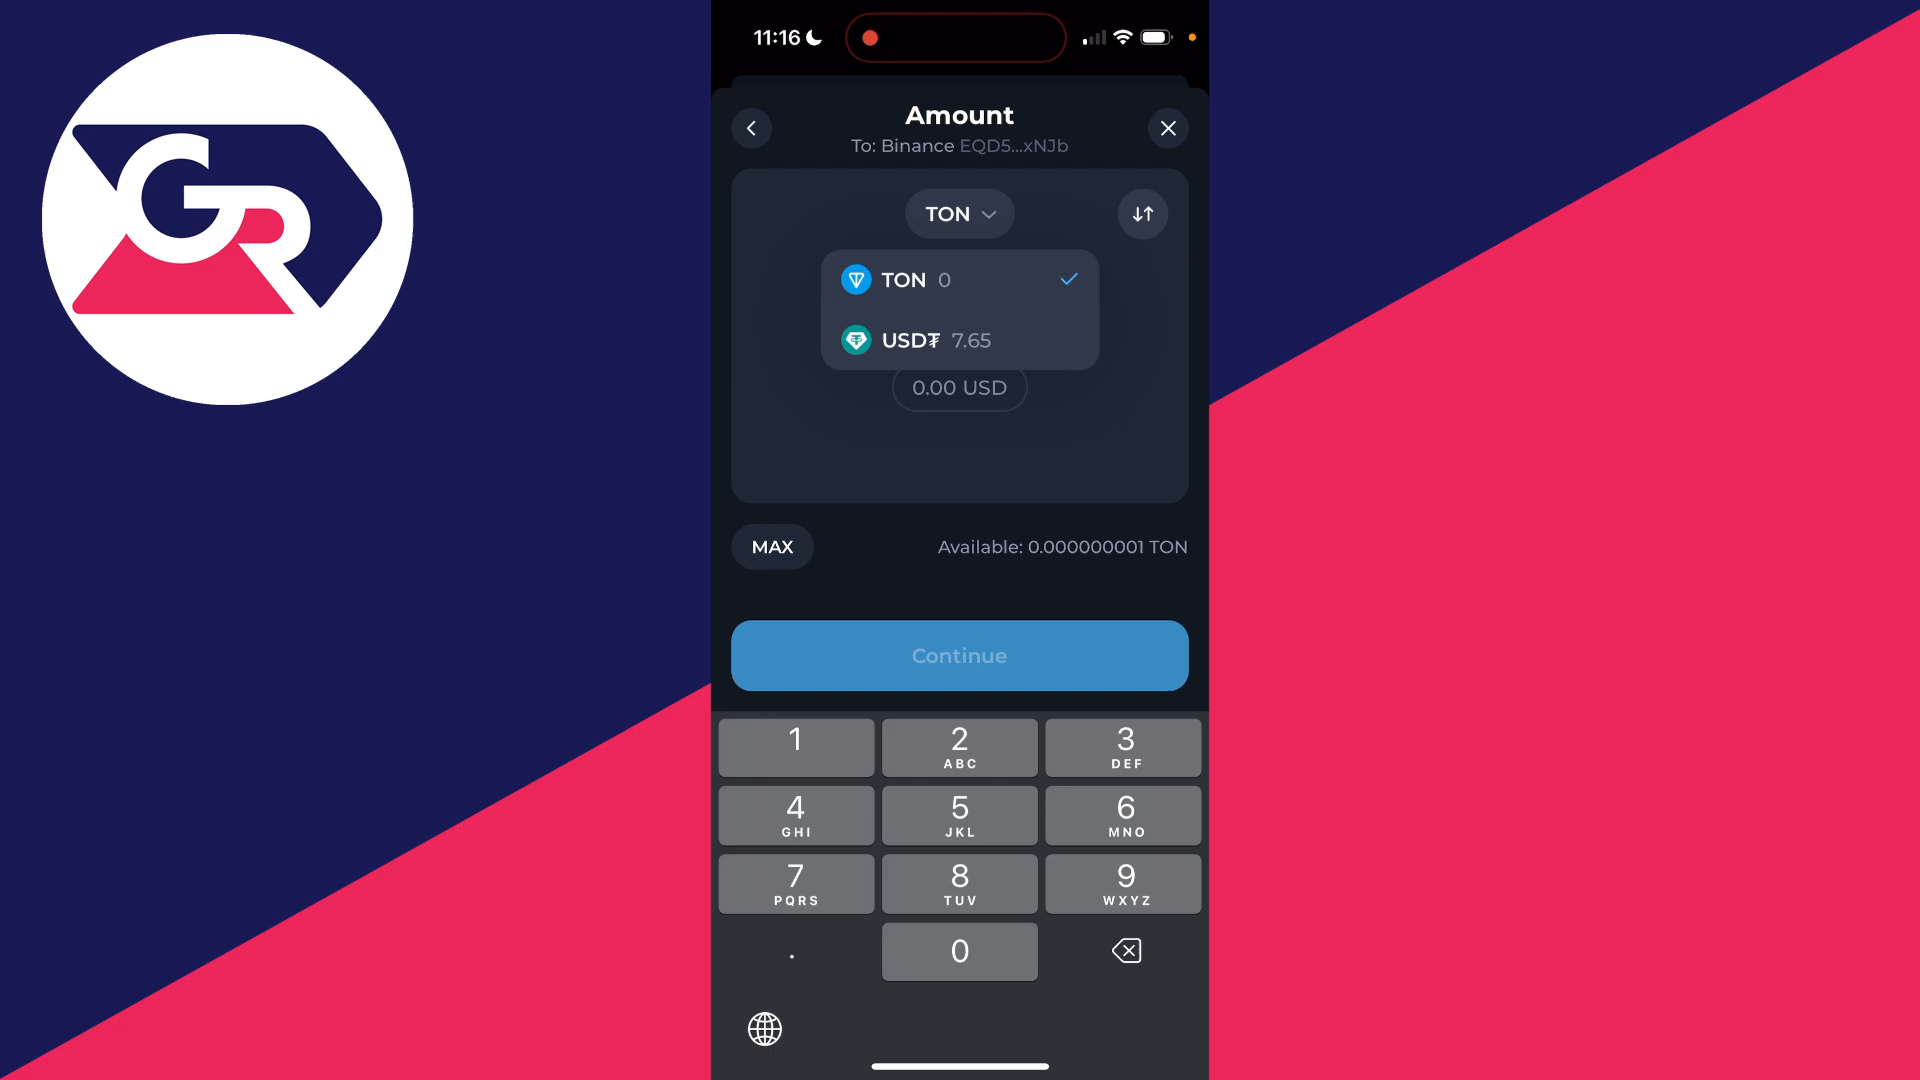 GR
11:16
Amount
To: Binance EQD5...xNJb
TON
TON 0
USD₮ 7.65
0.00 USD
MAX
Available: 0.000000001 TON
Continue
1
2
ABC
3
DEF
4
GHI
5
JKL
6
MNO
7
PQRS
8
TUV
9
WXYZ
.
0